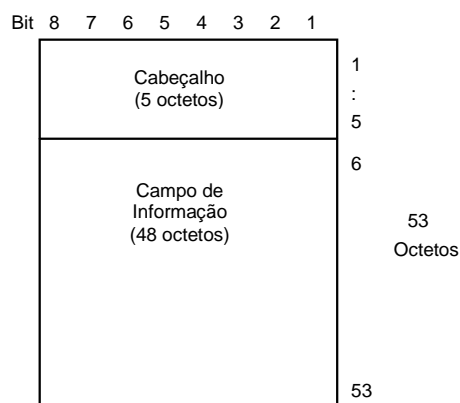 Bit 8 7 6 5 4 3 2 1
Cabeçalho
(5 octetos)
1
:
5
6
Campo de
Informação
(48 octetos)
53
Octetos
53